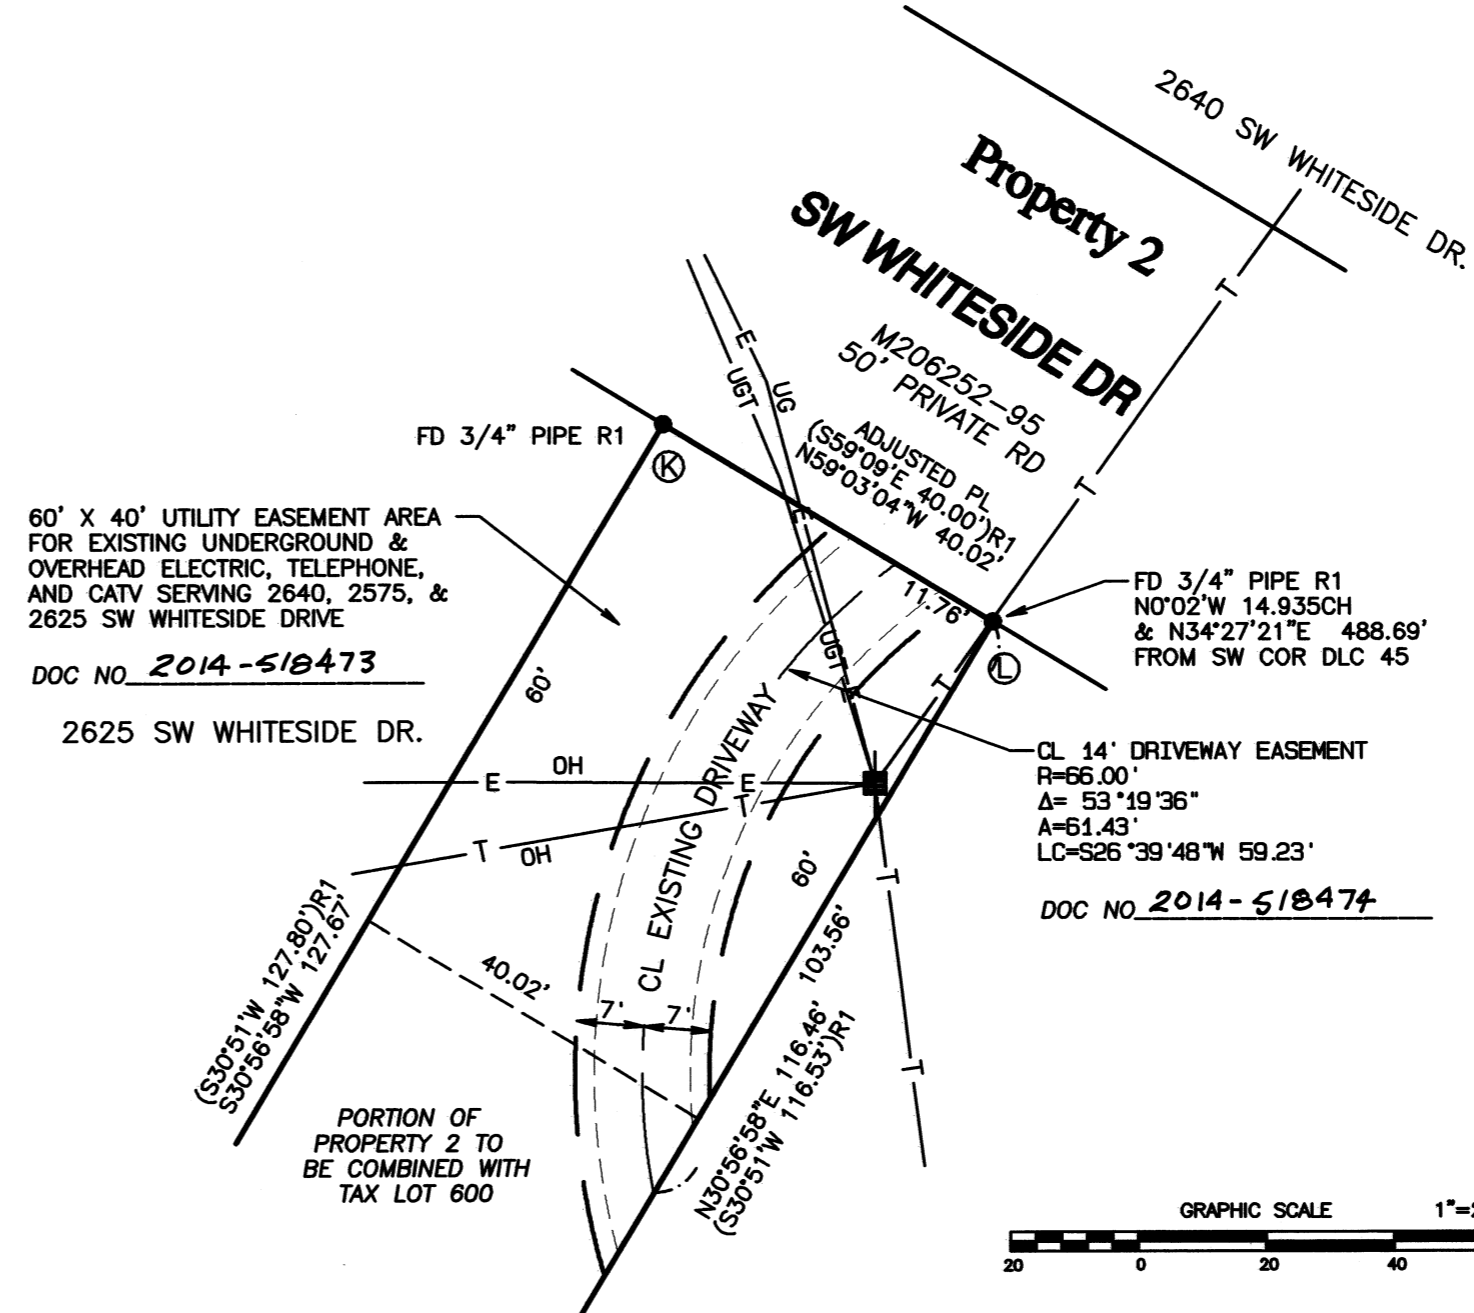 2640 SW WHITESIDE DR.
Property 2
SW WHITESIDE DR
M206252-95
50' PRIVATE RD
ADJUSTED PL
(S59°09'E 40.00')R1
N59°03'04"W 40.02'
E
UG
UGT
FD 3/4" PIPE R1
K
60' X 40' UTILITY EASEMENT AREA
FOR EXISTING UNDERGROUND &
OVERHEAD ELECTRIC, TELEPHONE,
AND CATV SERVING 2640, 2575, &
2625 SW WHITESIDE DRIVE
DOC NO 2014-518473
2625 SW WHITESIDE DR.
T
T
E
11.76'
FD 3/4" PIPE R1
N0°02'W 14.935CH
& N34°27'21"E 488.69'
FROM SW COR DLC 45
L
UGT
E
T
60'
CL 14' DRIVEWAY EASEMENT
R=66.00'
Δ= 53°19'36"
A=61.43'
LC=S26°39'48"W 59.23'
DOC NO 2014-518474
E OH E
T OH T
CL EXISTING DRIVEWAY
60'
103.56'
T
T
(S30°51'W 127.80')R1
S30°56'58"W 127.67'
40.02'
7' 7'
N30°56'58"E 116.46'
(S30°51'W 116.53')R1
PORTION OF
PROPERTY 2 TO
BE COMBINED WITH
TAX LOT 600
GRAPHIC SCALE 1"=
20 0 20 40